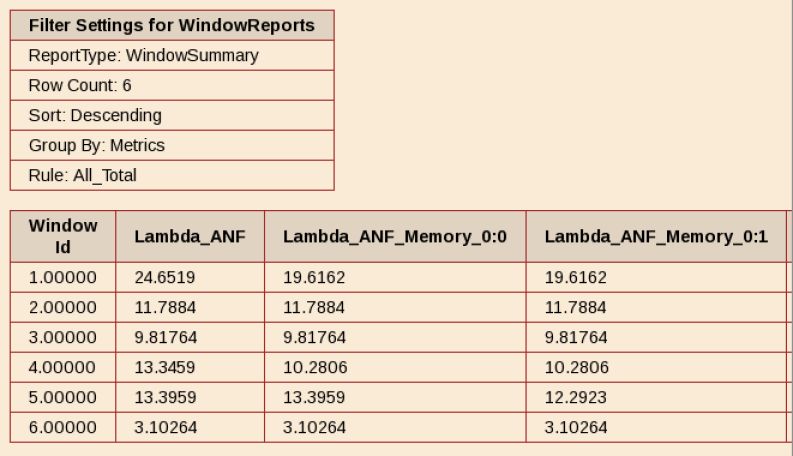 Filter Settings for WindowReports
ReportType: WindowSummary
Row Count: 6
Sort: Descending
Group By: Metrics
Rule: All_Total
Window Id Lambda_ANF Lambda_ANF_Memory_0:0 Lambda_ANF_Memory_0:1
1.00000 24.6519 19.6162 19.6162
2.00000 11.7884 11.7884 11.7884
3.00000 9.81764 9.81764 9.81764
4.00000 13.3459 10.2806 10.2806
5.00000 13.3959 13.3959 12.2923
6.00000 3.10264 3.10264 3.10264